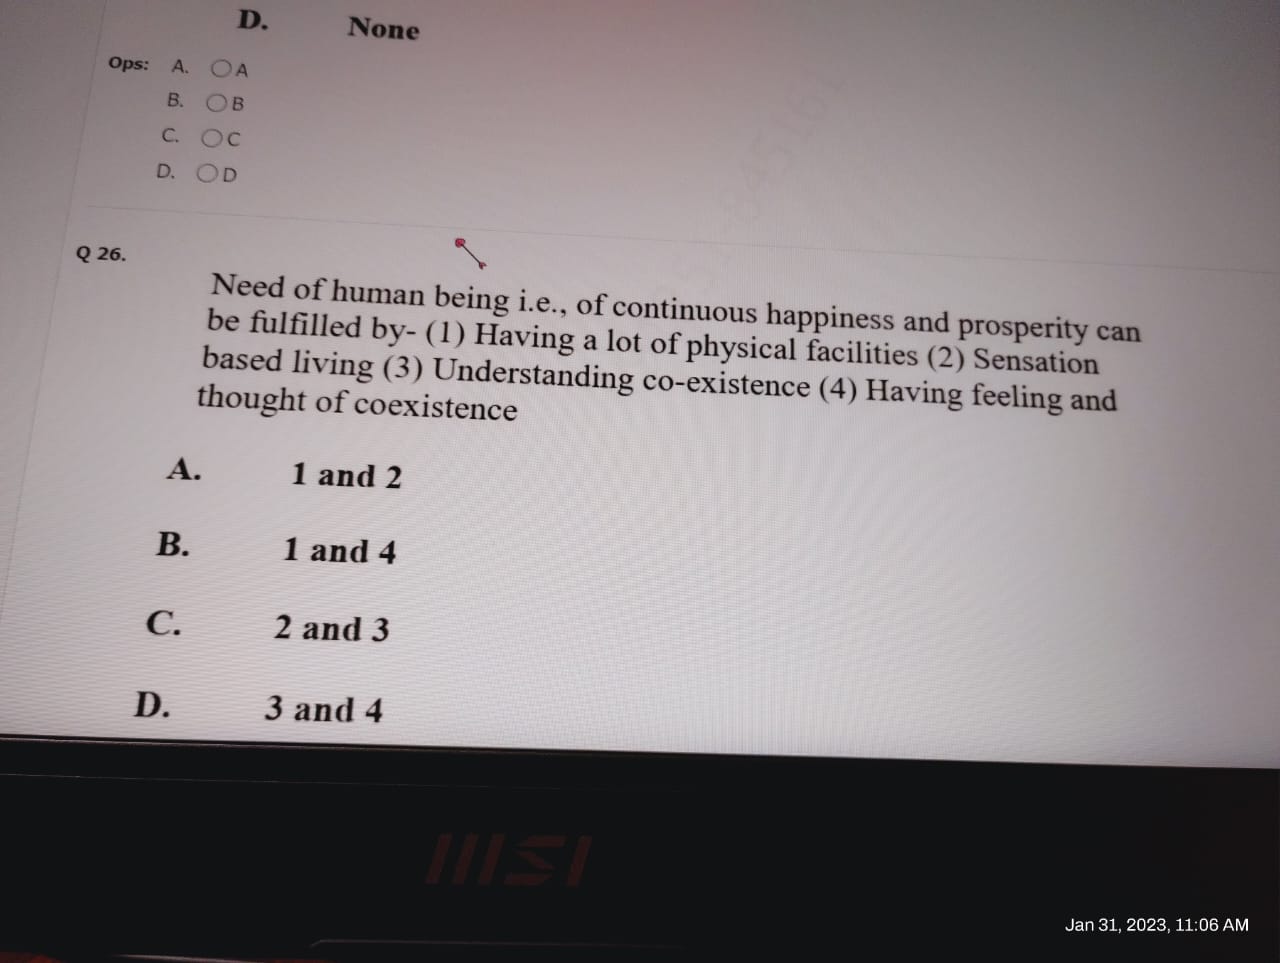 D. None
Ops: A. A
B. B
C. C
D. D
Q 26.
Need of human being i.e., of continuous happiness and prosperity can
be fulfilled by- (1) Having a lot of physical facilities (2) Sensation
based living (3) Understanding co-existence (4) Having feeling and
thought of coexistence
A. 1 and 2
B. 1 and 4
C. 2 and 3
D. 3 and 4
msi
Jan 31, 2023, 11:06 AM